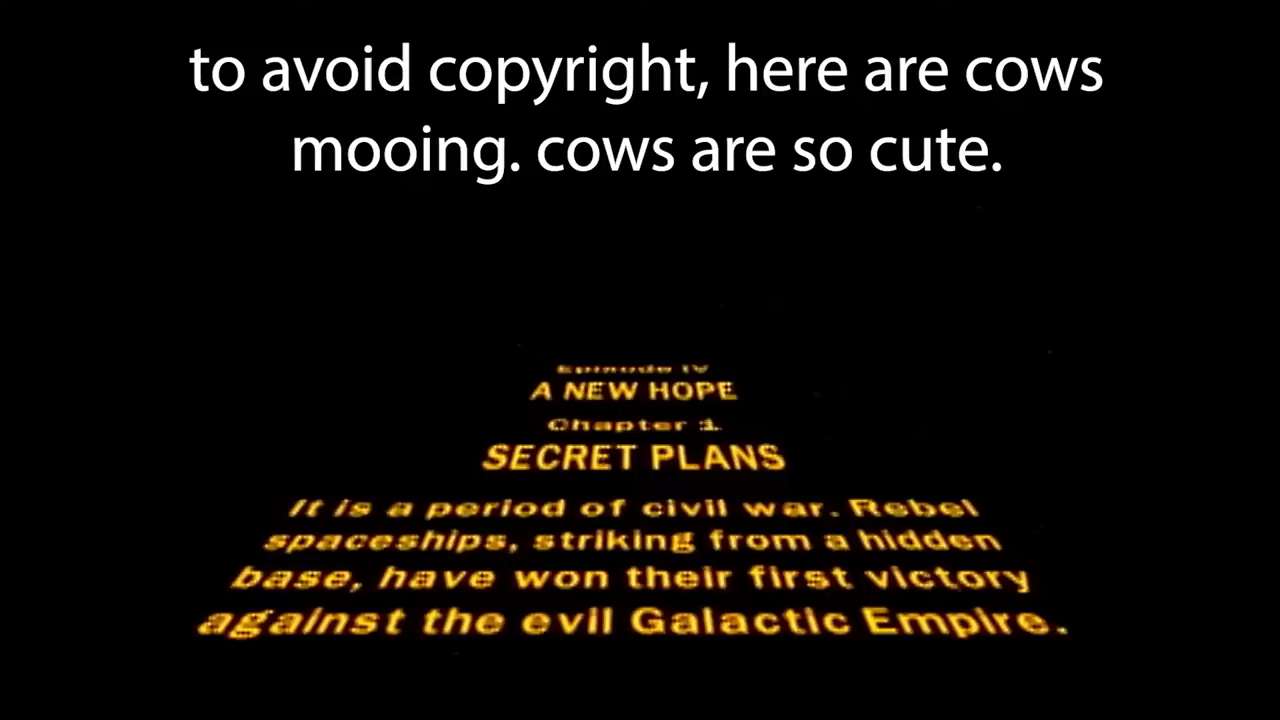 to avoid copyright, here are cows
mooing. cows are so cute.
Episode IV
A NEW HOPE
Chapter 1
SECRET PLANS
It is a period of civil war. Rebel
spaceships, striking from a hidden
base, have won their first victory
against the evil Galactic Empire.